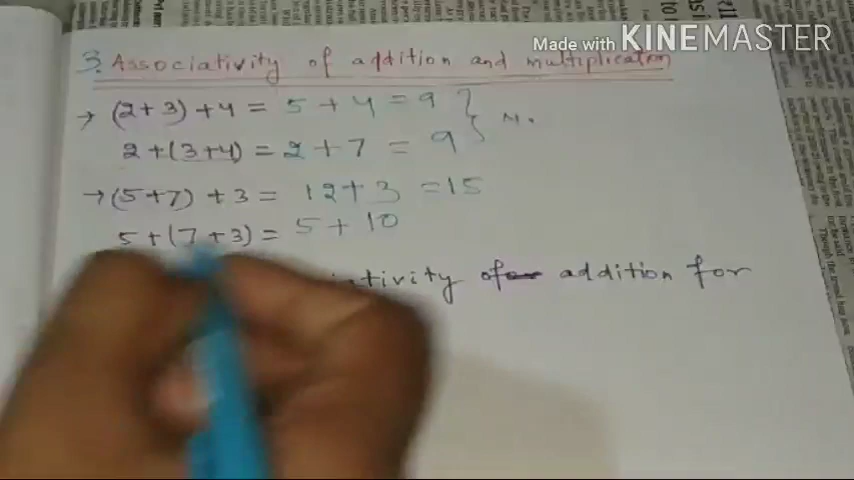 Made with KINEMASTER
3. Associativity of addition and multiplication
→ (2+3)+4 = 5+4 = 9
2+(3+4) = 2+7 = 9
→ (5+7)+3 = 12+3 = 15
5+(7+3) = 5+10
of addition for